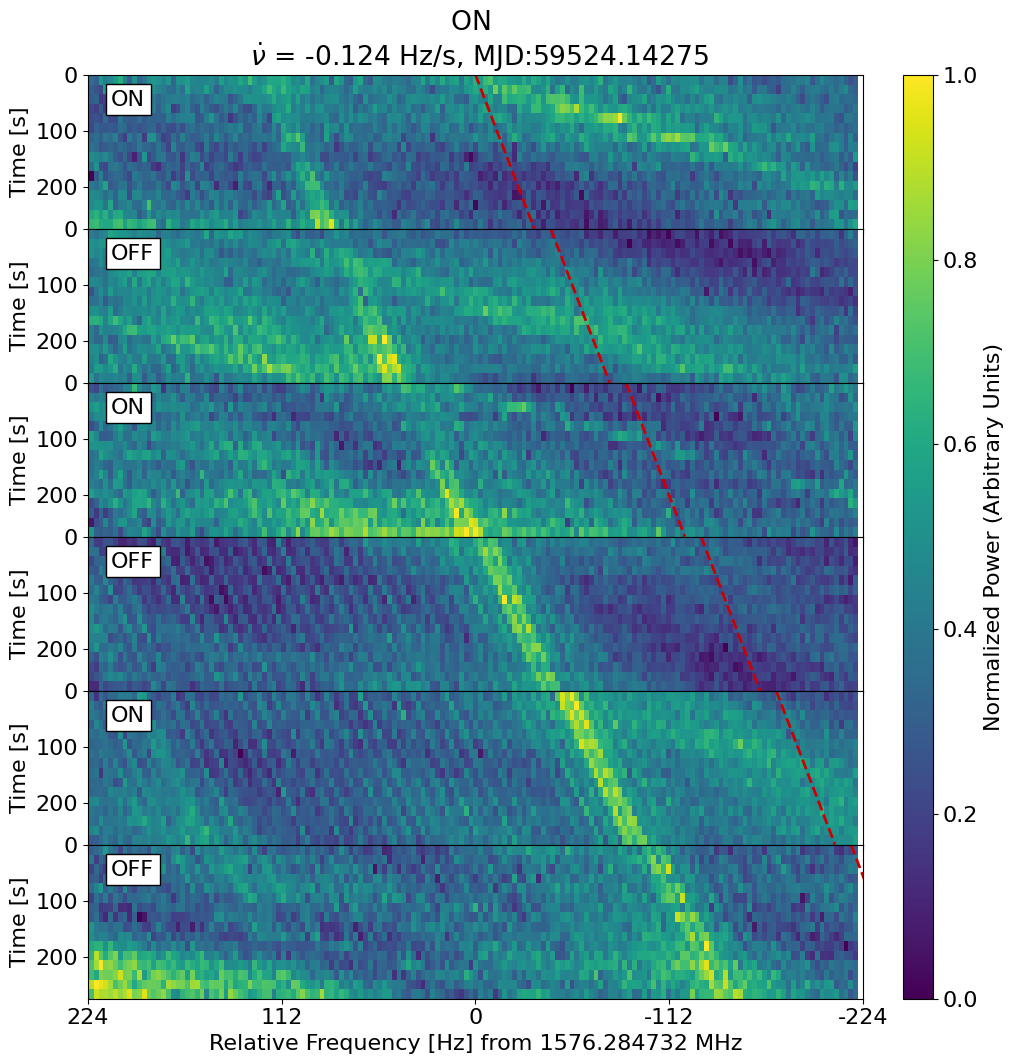 ON
ν̇ = -0.124 Hz/s, MJD:59524.14275
0
ON
100
200
Time [s]
0
OFF
100
200
Time [s]
0
ON
100
200
Time [s]
0
OFF
100
200
Time [s]
0
ON
100
200
Time [s]
0
OFF
100
200
Time [s]
224 112 0 -112 -224
Relative Frequency [Hz] from 1576.284732 MHz
1.0
0.8
0.6
0.4
0.2
0.0
Normalized Power (Arbitrary Units)